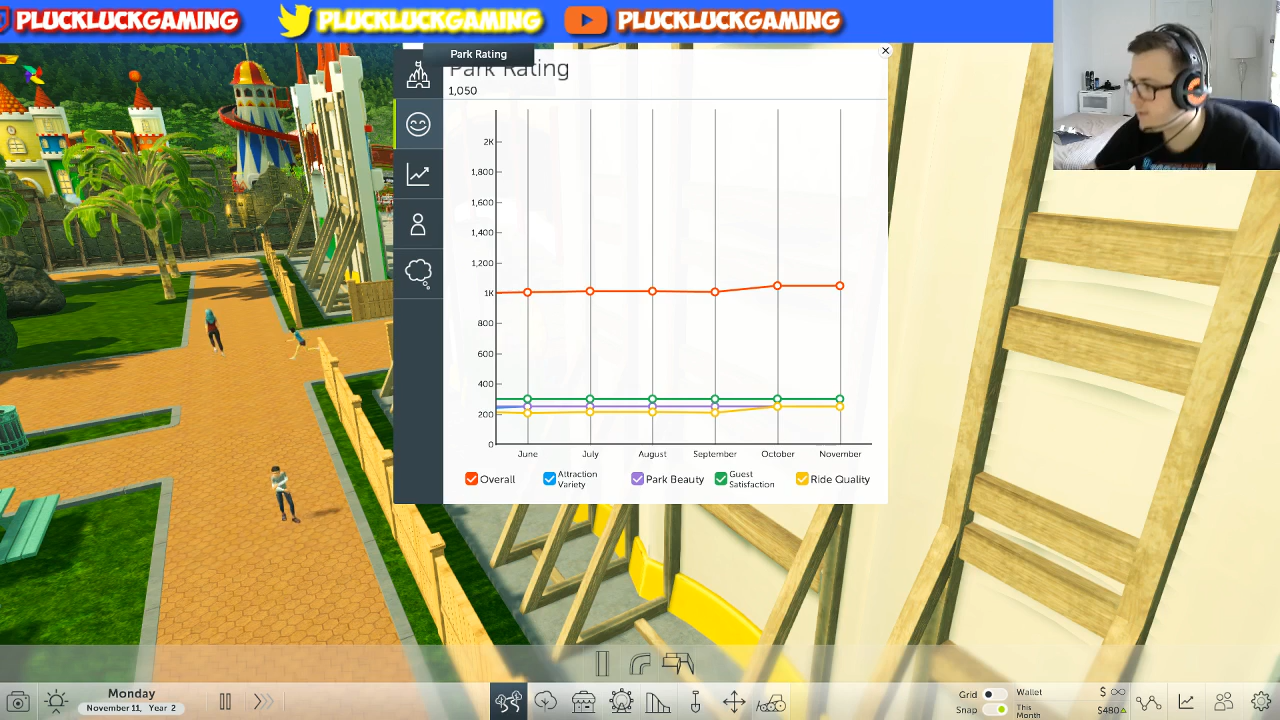 PLUCKLUCKGAMING PLUCKLUCKGAMING PLUCKLUCKGAMING
Park Rating
Park Rating
1,050
2K
1,800
1,600
1,400
1,200
1K
800
600
400
200
0
June July August September October November
Overall Attraction Variety Park Beauty Guest Satisfaction Ride Quality
Monday
November 11, Year 2
Grid Wallet $ ∞
Snap This Month $480